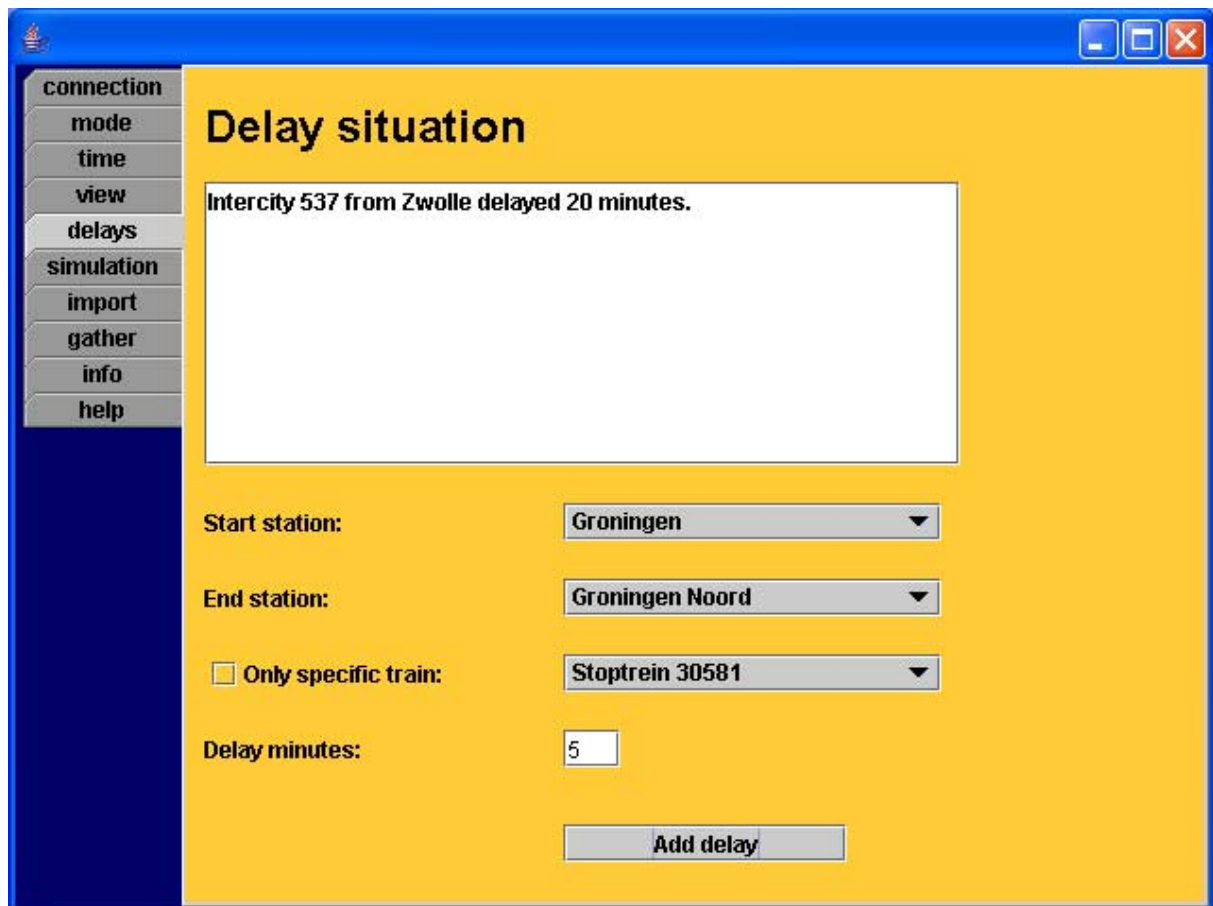 connection
mode
time
view
delays
simulation
import
gather
info
help
Delay situation
Intercity 537 from Zwolle delayed 20 minutes.
Start station:
Groningen
End station:
Groningen Noord
Only specific train:
Stoptrein 30581
Delay minutes:
5
Add delay